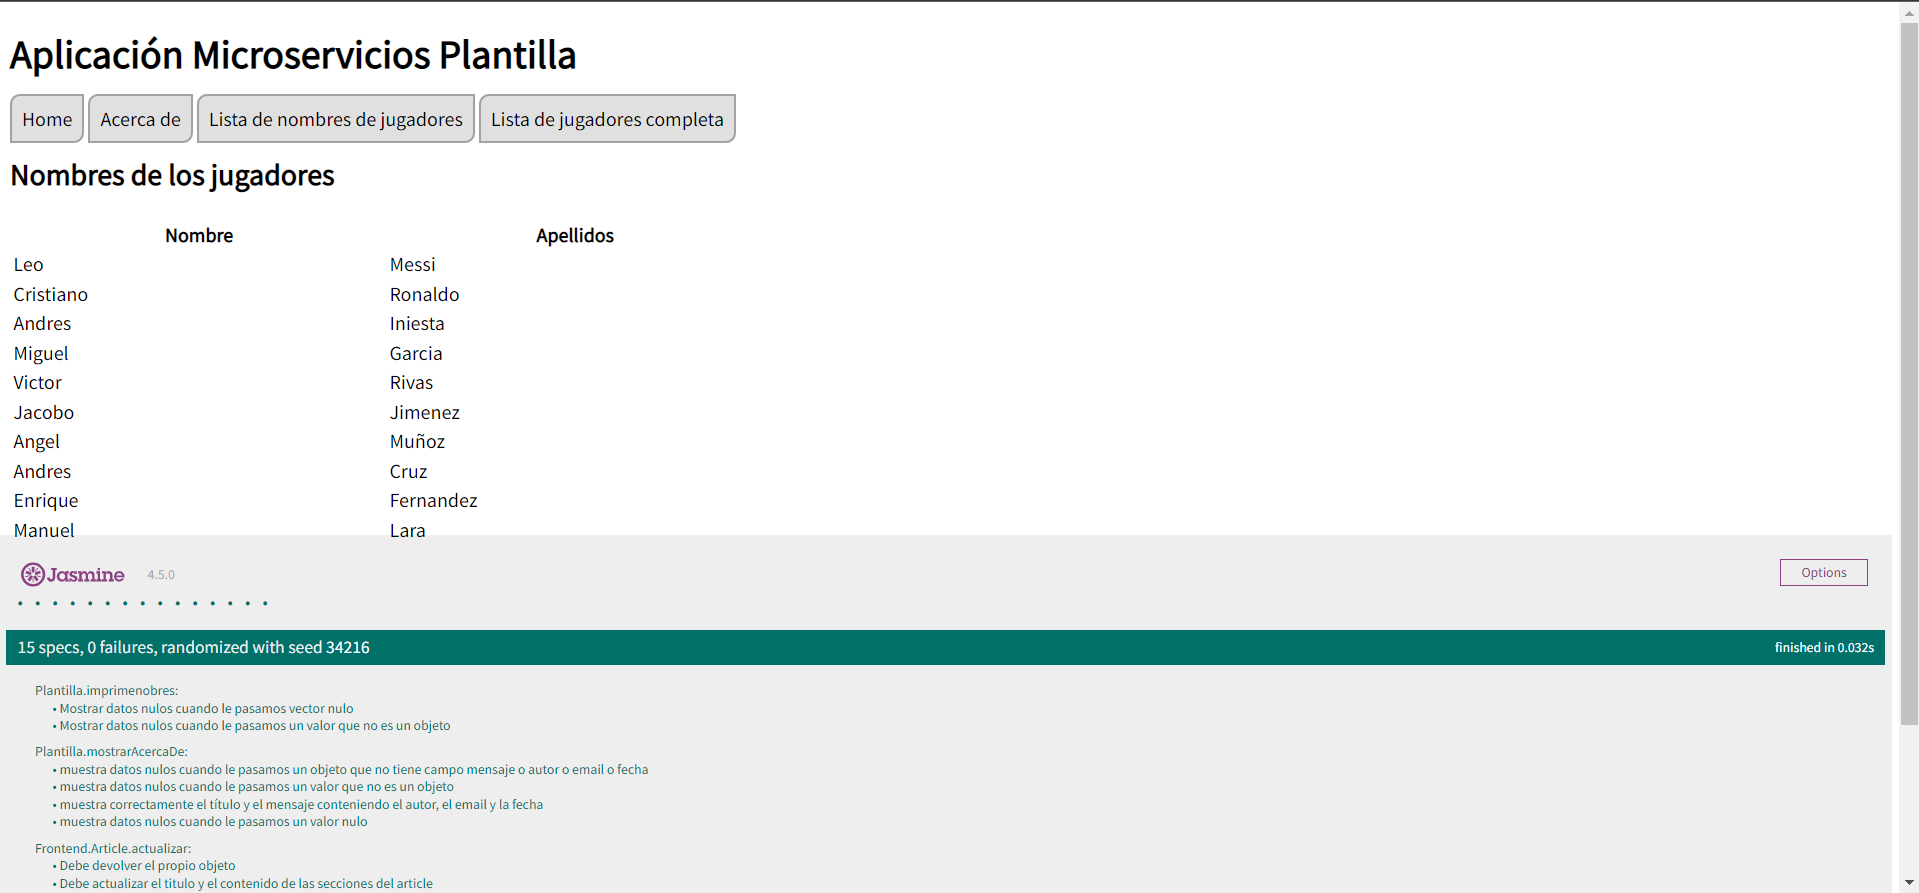 Aplicación Microservicios Plantilla
Home Acerca de Lista de nombres de jugadores Lista de jugadores completa
Nombres de los jugadores
Nombre Apellidos
Leo Messi
Cristiano Ronaldo
Andres Iniesta
Miguel Garcia
Victor Rivas
Jacobo Jimenez
Angel Muñoz
Andres Cruz
Enrique Fernandez
Manuel Lara
Jasmine 4.5.0 Options
• • • • • • • • • • • • • • •
15 specs, 0 failures, randomized with seed 34216 finished in 0.032s
Plantilla.imprimenobres:
• Mostrar datos nulos cuando le pasamos vector nulo
• Mostrar datos nulos cuando le pasamos un valor que no es un objeto
Plantilla.mostrarAcercaDe:
• muestra datos nulos cuando le pasamos un objeto que no tiene campo mensaje o autor o email o fecha
• muestra datos nulos cuando le pasamos un valor que no es un objeto
• muestra correctamente el título y el mensaje conteniendo el autor, el email y la fecha
• muestra datos nulos cuando le pasamos un valor nulo
Frontend.Article.actualizar:
• Debe devolver el propio objeto
• Debe actualizar el titulo y el contenido de las secciones del article